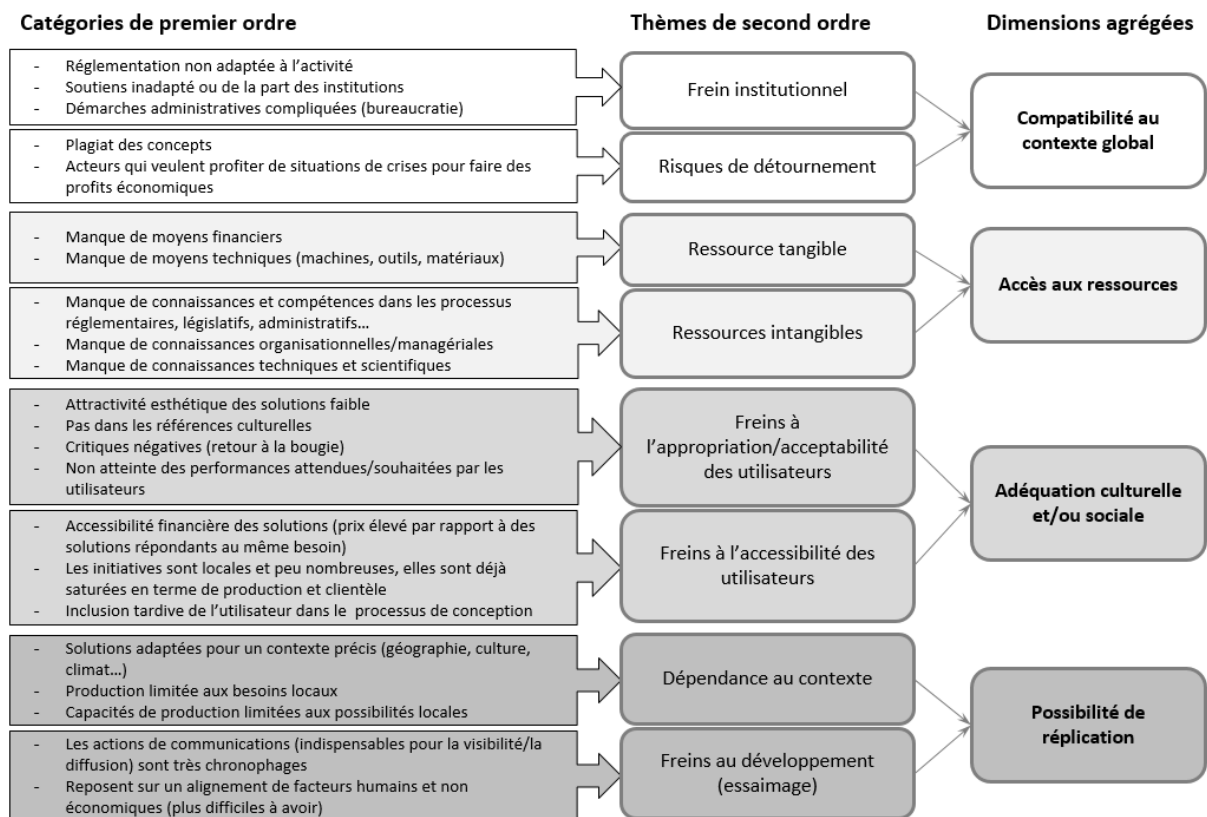 Catégories de premier ordre
Thèmes de second ordre
Dimensions agrégées
- Réglementation non adaptée à l’activité
- Soutiens inadapté ou de la part des institutions
- Démarches administratives compliquées (bureaucratie)
Frein institutionnel
- Plagiat des concepts
- Acteurs qui veulent profiter de situations de crises pour faire des
profits économiques
Risques de détournement
Compatibilité au
contexte global
- Manque de moyens financiers
- Manque de moyens techniques (machines, outils, matériaux)
Ressource tangible
- Manque de connaissances et compétences dans les processus
réglementaires, législatifs, administratifs…
- Manque de connaissances organisationnelles/managériales
- Manque de connaissances techniques et scientifiques
Ressources intangibles
Accès aux ressources
- Attractivité esthétique des solutions faible
- Pas dans les références culturelles
- Critiques négatives (retour à la bougie)
- Non atteinte des performances attendues/souhaitées par les
utilisateurs
Freins à
l’appropriation/acceptabilité
des utilisateurs
- Accessibilité financière des solutions (prix élevé par rapport à des
solutions répondants au même besoin)
- Les initiatives sont locales et peu nombreuses, elles sont déjà
saturées en terme de production et clientèle
- Inclusion tardive de l’utilisateur dans le processus de conception
Freins à l’accessibilité des
utilisateurs
Adéquation culturelle
et/ou sociale
- Solutions adaptées pour un contexte précis (géographie, culture,
climat…)
- Production limitée aux besoins locaux
- Capacités de production limitées aux possibilités locales
Dépendance au contexte
- Les actions de communications (indispensables pour la visibilité/la
diffusion) sont très chronophages
- Reposent sur un alignement de facteurs humains et non
économiques (plus difficiles à avoir)
Freins au développement
(essaimage)
Possibilité de
réplication